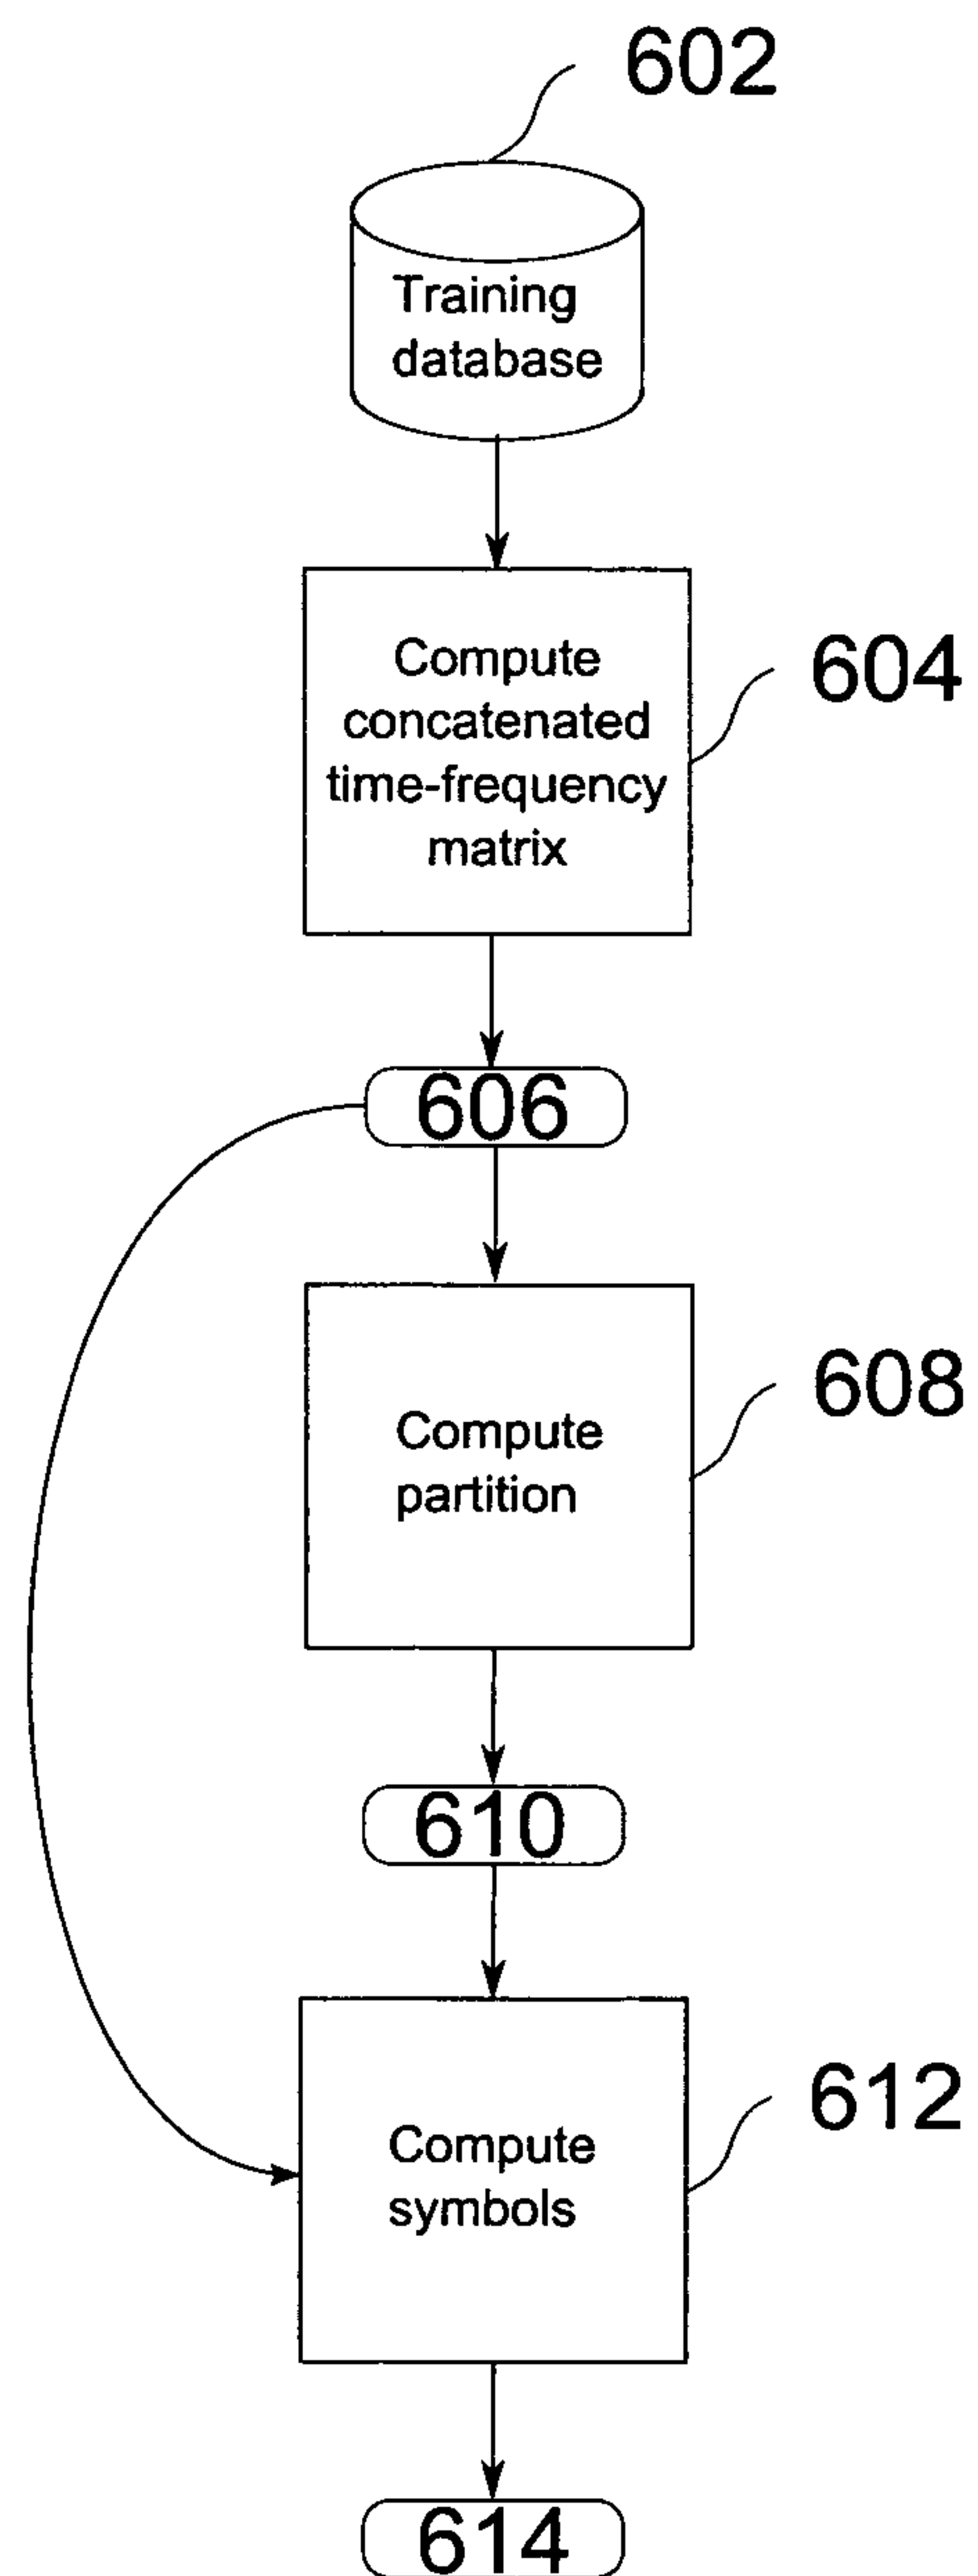 602
Training
database
Compute
concatenated
time-frequency
matrix
604
606
Compute
partition
608
610
Compute
symbols
612
614